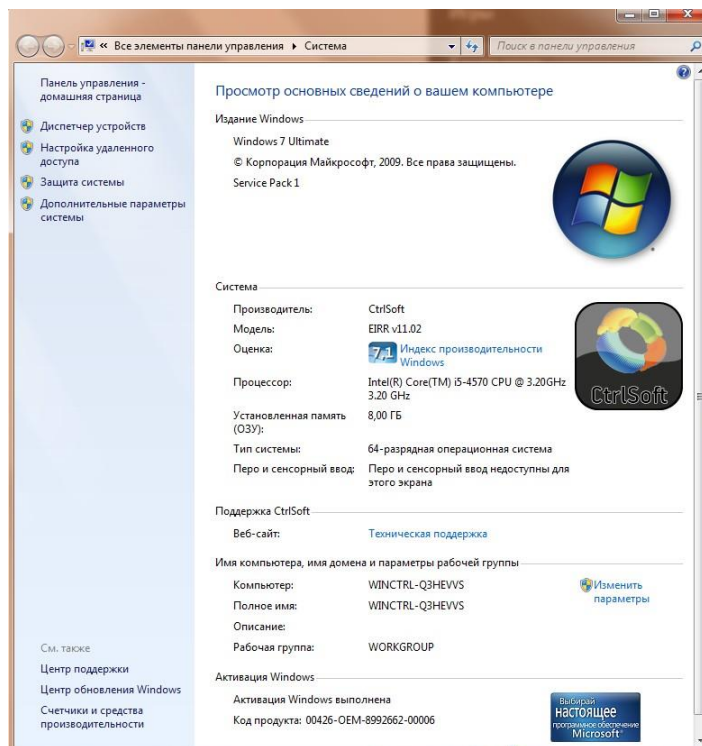 « Все элементы панели управления ▸ Система
Поиск в панели управления
Панель управления -
домашняя страница
Диспетчер устройств
Настройка удаленного
доступа
Защита системы
Дополнительные параметры
системы
См. также
Центр поддержки
Центр обновления Windows
Счетчики и средства
производительности
Просмотр основных сведений о вашем компьютере
Издание Windows
Windows 7 Ultimate
© Корпорация Майкрософт, 2009. Все права защищены.
Service Pack 1
Система
Производитель: CtrlSoft
Модель: EIRR v11.02
Оценка: 7,1 Индекс производительности
Windows
Процессор: Intel(R) Core(TM) i5-4570 CPU @ 3.20GHz
3.20 GHz
Установленная память 8,00 ГБ
(ОЗУ):
Тип системы: 64-разрядная операционная система
Перо и сенсорный ввод: Перо и сенсорный ввод недоступны для
этого экрана
CtrlSoft
Поддержка CtrlSoft
Веб-сайт: Техническая поддержка
Имя компьютера, имя домена и параметры рабочей группы
Компьютер: WINCTRL-Q3HEVVS
Изменить
параметры
Полное имя: WINCTRL-Q3HEVVS
Описание:
Рабочая группа: WORKGROUP
Активация Windows
Активация Windows выполнена
Код продукта: 00426-OEM-8992662-00006
Выбирай
настоящее
программное обеспечение
Microsoft